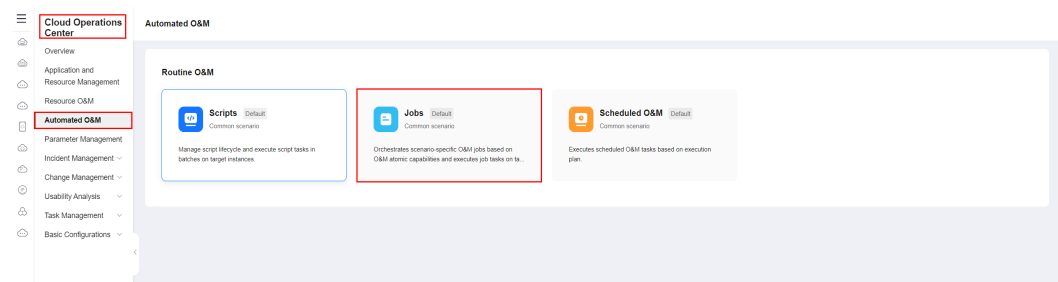 Cloud Operations
Center
Overview
Application and
Resource Management
Resource O&M
Automated O&M
Parameter Management
Incident Management
Change Management
Usability Analysis
Task Management
Basic Configurations
Automated O&M
Routine O&M
Scripts Default
Common scenario
Manage script lifecycle and execute script tasks in
batches on target instances.
Jobs Default
Common scenario
Orchestrates scenario-specific O&M jobs based on
O&M atomic capabilities and executes job tasks on ta...
Scheduled O&M Default
Common scenario
Executes scheduled O&M tasks based on execution
plan.